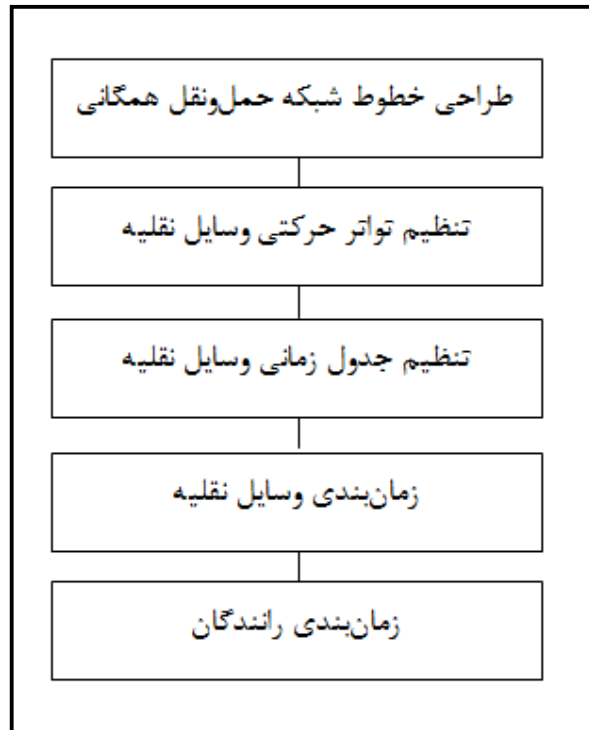 طراحی خطوط شبکه حمل‌ونقل همگانی
تنظیم تواتر حرکتی وسایل نقلیه
تنظیم جدول زمانی وسایل نقلیه
زمان‌بندی وسایل نقلیه
زمان‌بندی رانندگان